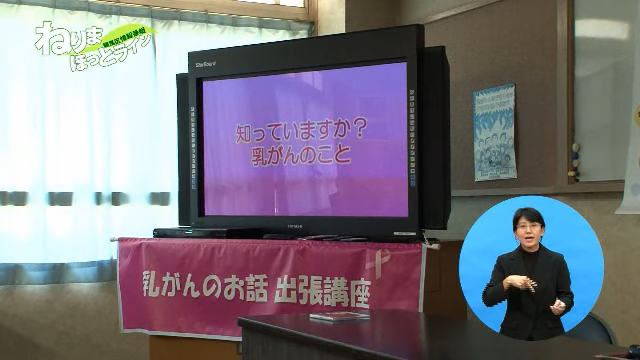 ねりま
練馬区情報番組
ほっとライン
StarBoard
知っていますか？
乳がんのこと
HITACHI
乳がんのお話 出張講座